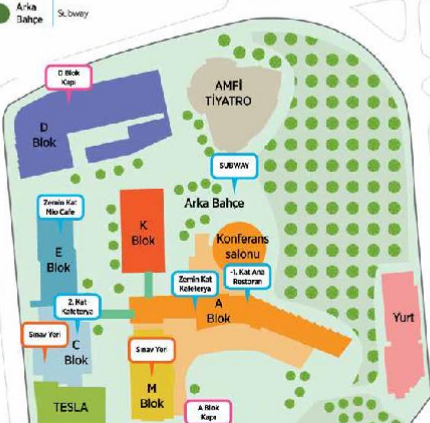 Arka
Bahçe
Subway
D Blok
Kapı
D
Blok
AMFİ
TİYATRO
SUBWAY
Arka Bahçe
Zemin Kat
Nio Cafe
E
Blok
K
Blok
Konferans
salonu
Zemin Kat
Kafeterya
-1. Kat Ana
Restoran
A
Blok
2. Kat
Kafeterya
Sınav Yeri
C
Blok
Sınav Yeri
M
Blok
Yurt
TESLA
A Blok
Kapı